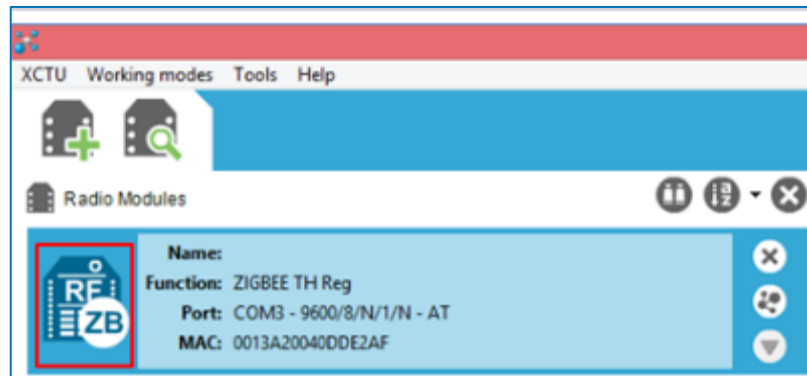 XCTU Working modes Tools Help
Radio Modules
Name:
RF
ZB
Function: ZIGBEE TH Reg
Port: COM3 - 9600/8/N/1/N - AT
MAC: 0013A20040DDE2AF